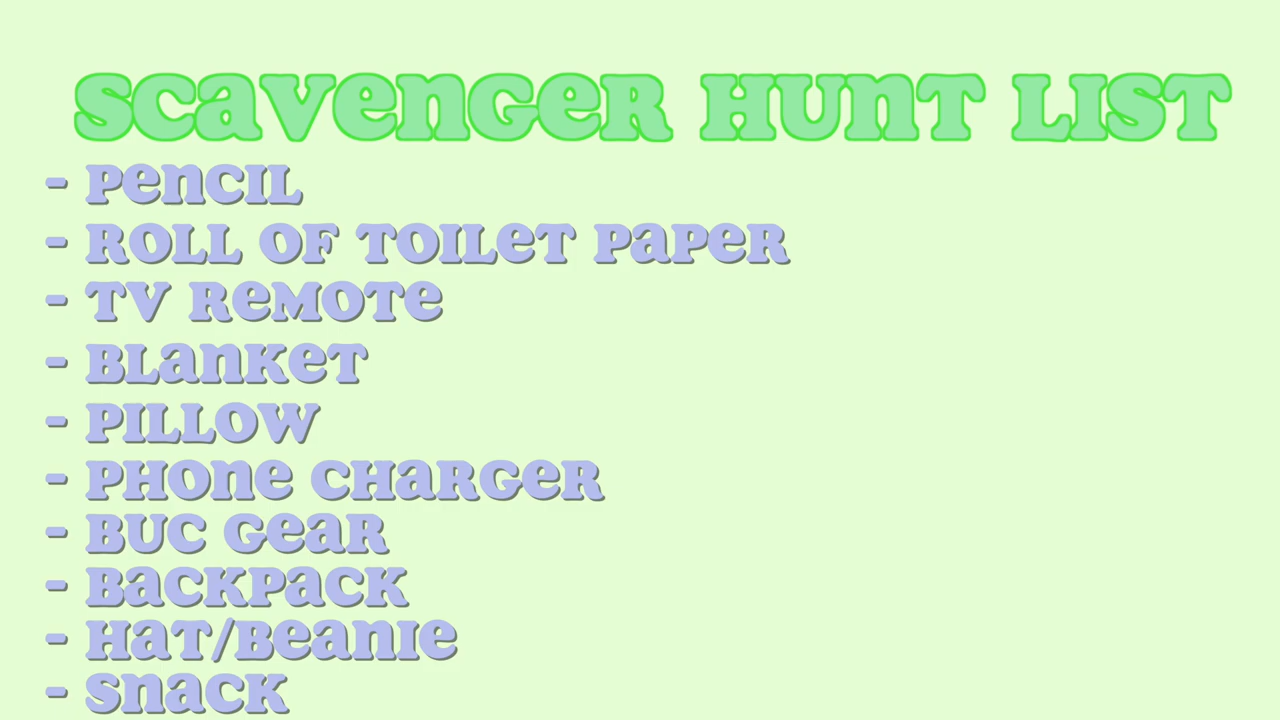 SCAVENGER HUNT LIST
- PENCIL
- ROLL OF TOILET PAPER
- TV REMOTE
- BLANKET
- PILLOW
- PHONE CHARGER
- BUC GEAR
- BACKPACK
- HAT/BEANIE
- SNACK